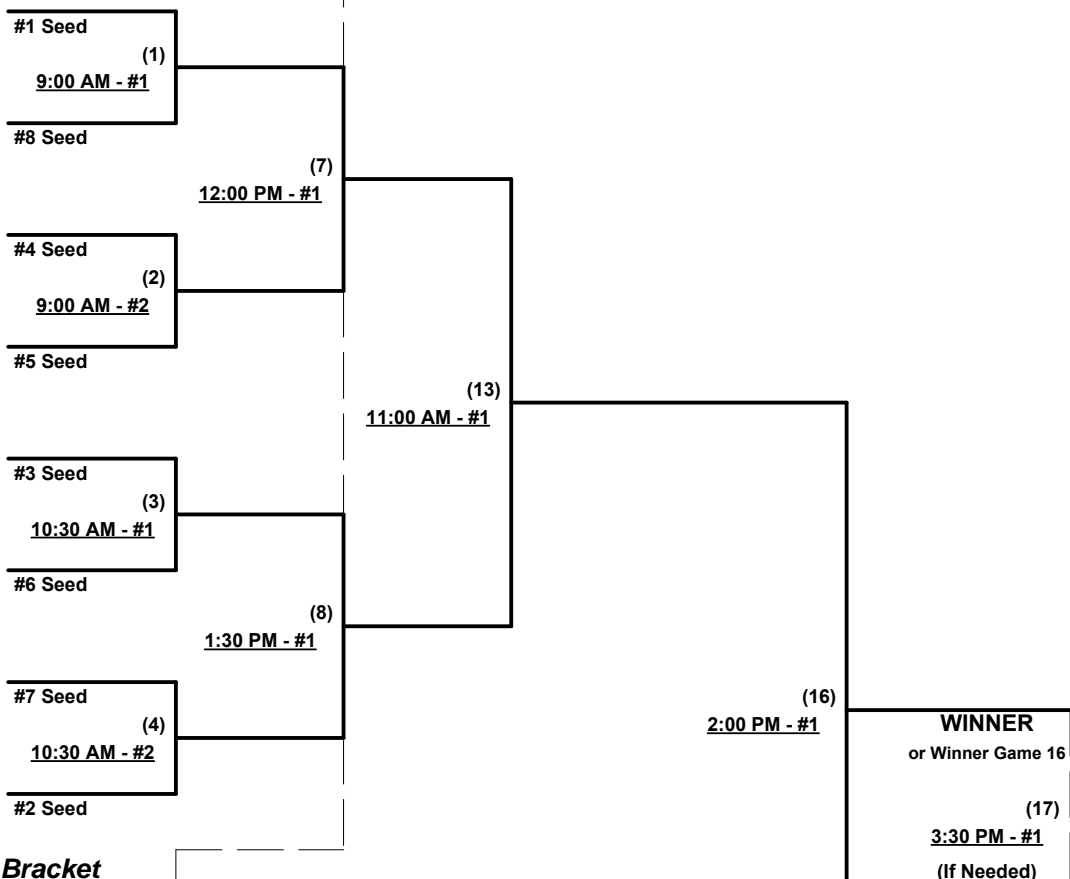 #1 Seed
(1)
9:00 AM - #1
#8 Seed
(7)
12:00 PM - #1
#4 Seed
(2)
9:00 AM - #2
#5 Seed
(13)
11:00 AM - #1
#3 Seed
(3)
10:30 AM - #1
#6 Seed
(8)
1:30 PM - #1
#7 Seed
(4)
10:30 AM - #2
#2 Seed
(16)
2:00 PM - #1
WINNER
or Winner Game 16
(17)
3:30 PM - #1
(If Needed)
Bracket